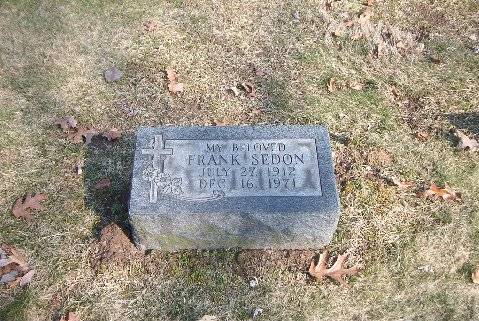 MY BELOVED
FRANK SEDON
JULY 27, 1912
DEC. 16, 1971